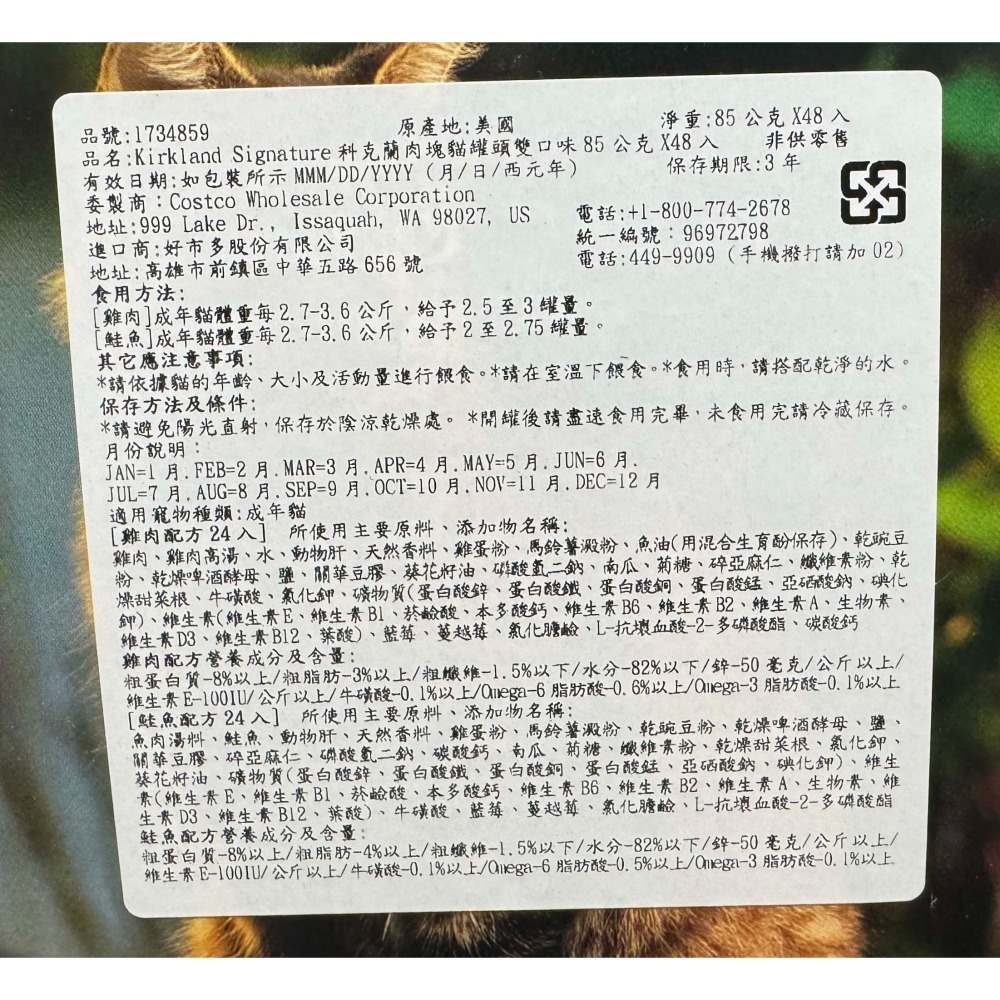 品號:1734859 原產地:美國 淨重:85 公克 X48 入
品名:Kirkland Signature 科克蘭肉塊貓罐頭雙口味 85 公克 X48 入 非供零售
有效日期:如包裝所示 MMM/DD/YYYY (月/日/西元年) 保存期限:3 年
委製商:Costco Wholesale Corporation
地址:999 Lake Dr., Issaquah, WA 98027, US 電話:+1-800-774-2678
進口商:好市多股份有限公司 統一編號:96972798
地址:高雄市前鎮區中華五路 656 號 電話:449-9909 (手機撥打請加 02)
食用方法:
[雞肉]成年貓體重每 2.7-3.6 公斤,給予 2.5 至 3 罐量。
[鮭魚]成年貓體重每 2.7-3.6 公斤,給予 2 至 2.75 罐量。
其它應注意事項:
*請依據貓的年齡、大小及活動量進行餵食。*請在室溫下餵食。*食用時,請搭配乾淨的水。
保存方法及條件:
*請避免陽光直射,保存於陰涼乾燥處。 *開罐後請盡速食用完畢,未食用完請冷藏保存。
月份說明:
JAN=1 月.FEB=2 月.MAR=3 月.APR=4 月.MAY=5 月.JUN=6 月.
JUL=7 月.AUG=8 月.SEP=9 月.OCT=10 月.NOV=11 月.DEC=12 月
適用寵物種類:成年貓
[雞肉配方 24 入] 所使用主要原料、添加物名稱:
雞肉、雞肉高湯、水、動物肝、天然香料、雞蛋粉、馬鈴薯澱粉、魚油(用混合生育酚保存)、乾豌豆
粉、乾燥啤酒酵母、鹽、關華豆膠、葵花籽油、磷酸氫二鈉、南瓜、菊糖、碎亞麻仁、纖維素粉、乾
燥甜菜根、牛磺酸、氯化鉀、礦物質(蛋白酸鋅、蛋白酸鐵、蛋白酸銅、蛋白酸錳、亞硒酸鈉、碘化
鉀)、維生素(維生素 E、維生素 B1、菸鹼酸、本多酸鈣、維生素 B6、維生素 B2、維生素 A、生物素、
維生素 D3、維生素 B12、葉酸)、藍莓、蔓越莓、氯化膽鹼、L-抗壞血酸-2-多磷酸酯、碳酸鈣
雞肉配方營養成分及含量:
粗蛋白質-8%以上/粗脂肪-3%以上/粗纖維-1.5%以下/水分-82%以下/鋅-50 毫克/公斤以上/
維生素 E-100IU/公斤以上/牛磺酸-0.1%以上/Omega-6 脂肪酸-0.6%以上/Omega-3 脂肪酸-0.1%以上
[鮭魚配方 24 入] 所使用主要原料、添加物名稱:
魚肉湯料、鮭魚、動物肝、天然香料、雞蛋粉、馬鈴薯澱粉、乾豌豆粉、乾燥啤酒酵母、鹽、
關華豆膠、碎亞麻仁、磷酸氫二鈉、碳酸鈣、南瓜、菊糖、纖維素粉、乾燥甜菜根、氯化鉀、
葵花籽油、礦物質(蛋白酸鋅、蛋白酸鐵、蛋白酸銅、蛋白酸錳、亞硒酸鈉、碘化鉀)、維生
素(維生素 E、維生素 B1、菸鹼酸、本多酸鈣、維生素 B6、維生素 B2、維生素 A、生物素、維
生素 D3、維生素 B12、葉酸)、牛磺酸、藍莓、蔓越莓、氯化膽鹼、L-抗壞血酸-2-多磷酸酯
鮭魚配方營養成分及含量:
粗蛋白質-8%以上/粗脂肪-4%以上/粗纖維-1.5%以下/水分-82%以下/鋅-50 毫克/公斤以上/
維生素 E-100IU/公斤以上/牛磺酸-0.1%以上/Omega-6 脂肪酸-0.5%以上/Omega-3 脂肪酸-0.1%以上